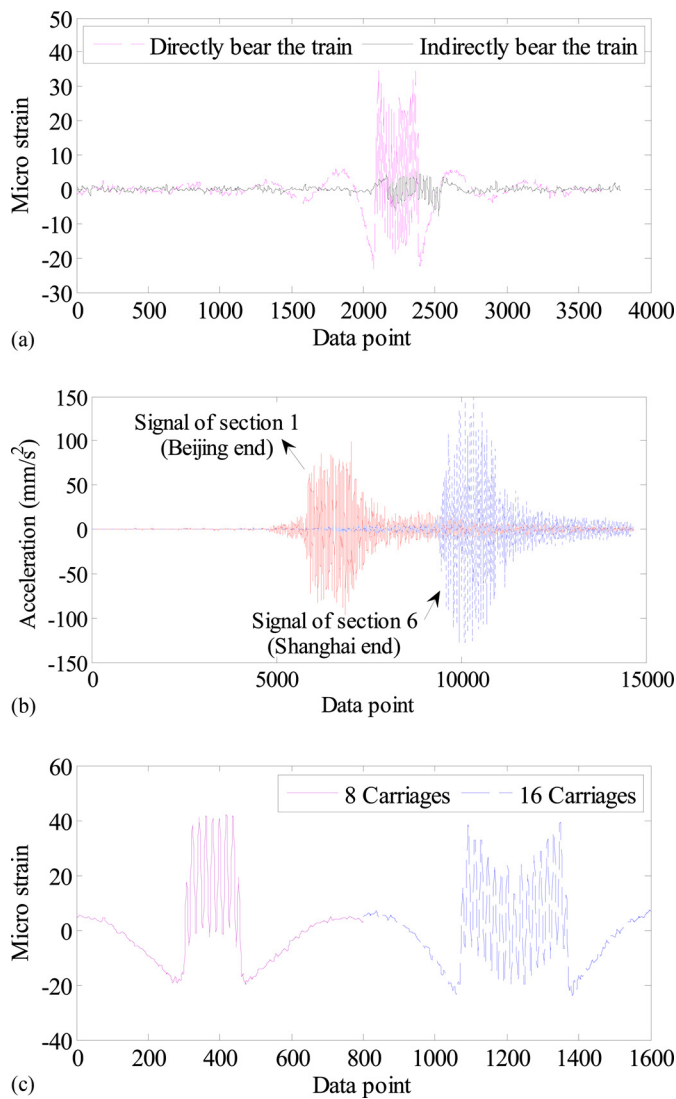 50
40
30
20
10
0
-10
-20
-30
Micro strain
Directly bear the train
Indirectly bear the train
0 500 1000 1500 2000 2500 3000 3500 4000
Data point
(a)
150
100
50
0
-50
-100
-150
Acceleration (mm/s²)
Signal of section 1
(Beijing end)
Signal of section 6
(Shanghai end)
0 5000 10000 15000
Data point
(b)
60
40
20
0
-20
-40
Micro strain
8 Carriages
16 Carriages
0 200 400 600 800 1000 1200 1400 1600
Data point
(c)